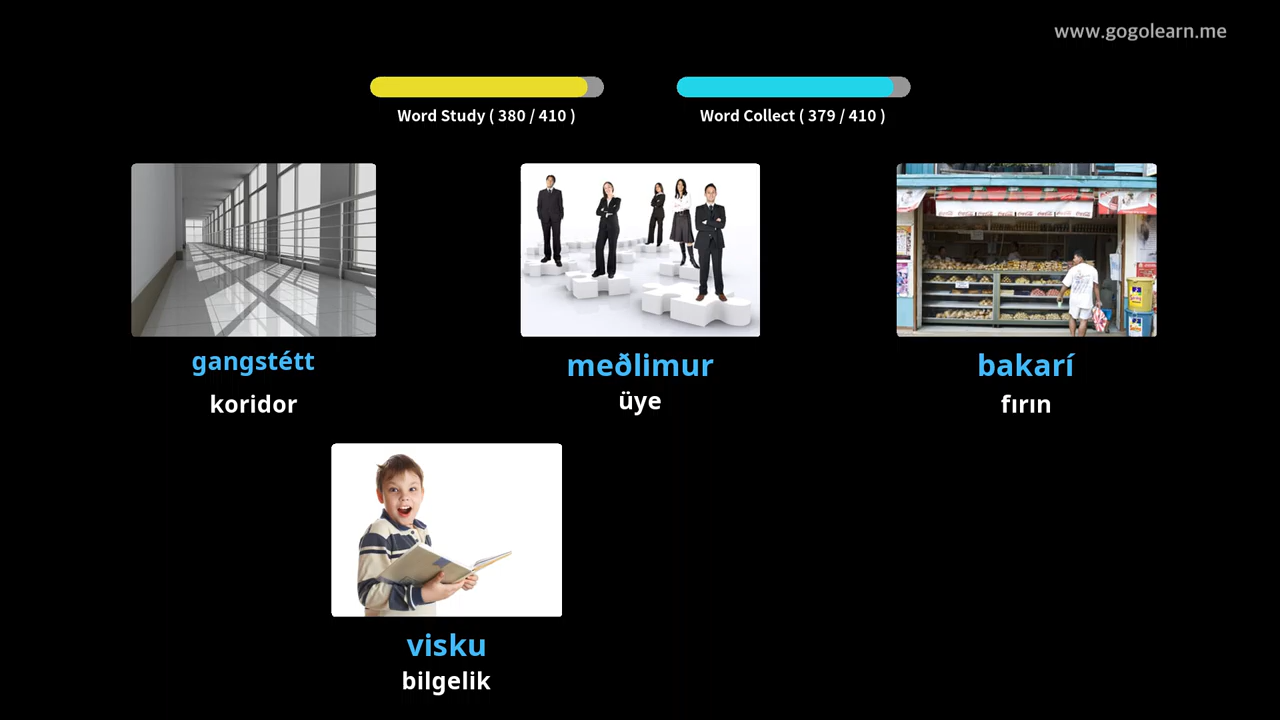 www.gogolearn.me
Word Study ( 380 / 410 )
Word Collect ( 379 / 410 )
gangstétt
koridor
meðlimur
üye
bakarí
fırın
visku
bilgelik